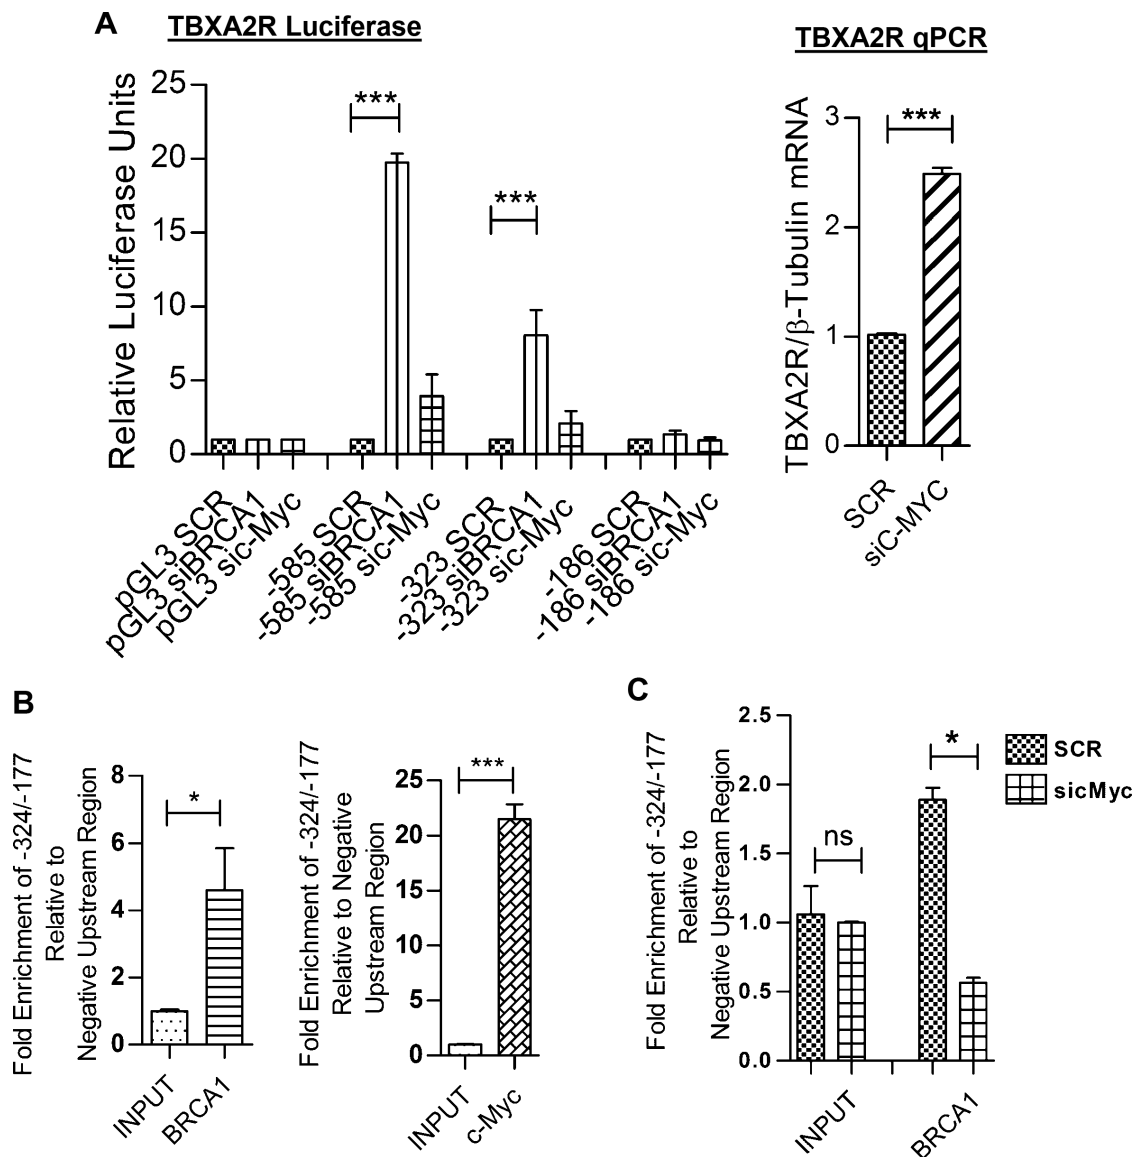 A
TBXA2R Luciferase
Relative Luciferase Units
25
20
15
10
5
0
***
***
pGL3 SCR
pGL3 siBRCA1
pGL3 sic-Myc
-585 SCR
-585 siBRCA1
-585 sic-Myc
-323 SCR
-323 siBRCA1
-323 sic-Myc
-186 SCR
-186 siBRCA1
-186 sic-Myc
TBXA2R qPCR
TBXA2R/β-Tubulin mRNA
3
2
1
0
***
SCR
siC-MYC
B
Fold Enrichment of -324/-177
Relative to
Negative Upstream Region
8
6
4
2
0
*
INPUT
BRCA1
Fold Enrichment of -324/-177
Relative to Negative
Upstream Region
25
20
15
10
5
0
***
INPUT
c-Myc
C
Fold Enrichment of -324/-177
Relative to
Negative Upstream Region
2.5
2.0
1.5
1.0
0.5
0.0
ns
*
INPUT
BRCA1
SCR
sicMyc